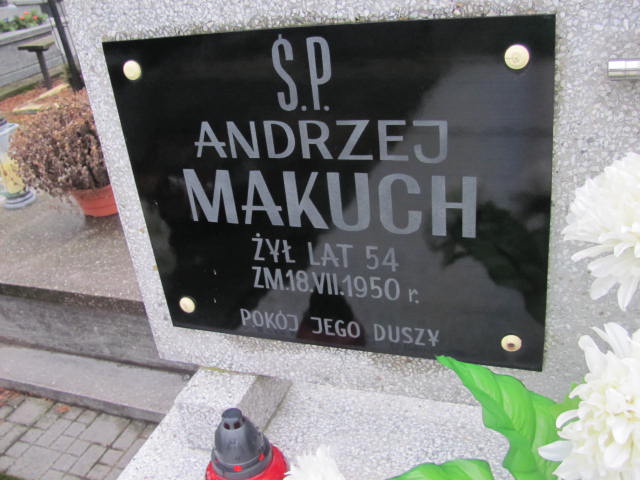 Ś.P.
ANDRZEJ
MAKUCH
ŻYŁ LAT 54
ZM.18.VII.1950 r.
POKÓJ JEGO DUSZY